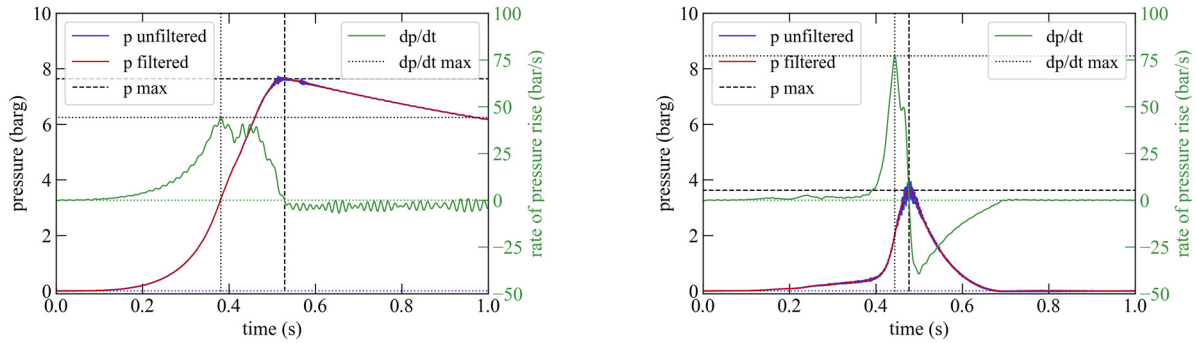 p unfiltered
p filtered
p max
dp/dt
dp/dt max
pressure (barg)
10
8
6
4
2
0
0.0 0.2 0.4 0.6 0.8 1.0
time (s)
100
75
50
25
0
−25
−50
rate of pressure rise (bar/s)
p unfiltered
p filtered
p max
dp/dt
dp/dt max
pressure (barg)
10
8
6
4
2
0
0.0 0.2 0.4 0.6 0.8 1.0
time (s)
100
75
50
25
0
−25
−50
rate of pressure rise (bar/s)